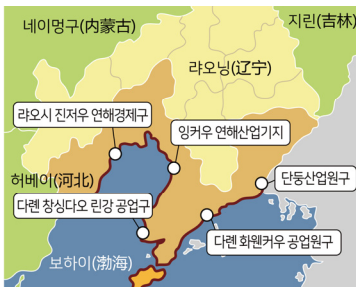 네이멍구(内蒙古)
지린(吉林)
랴오닝(辽宁)
랴오시 진저우 연해경제구
잉커우 연해산업기지
허베이(河北)
단둥산업원구
다롄 창싱다오 린강 공업구
다롄 화웬커우 공업원구
보하이(渤海)